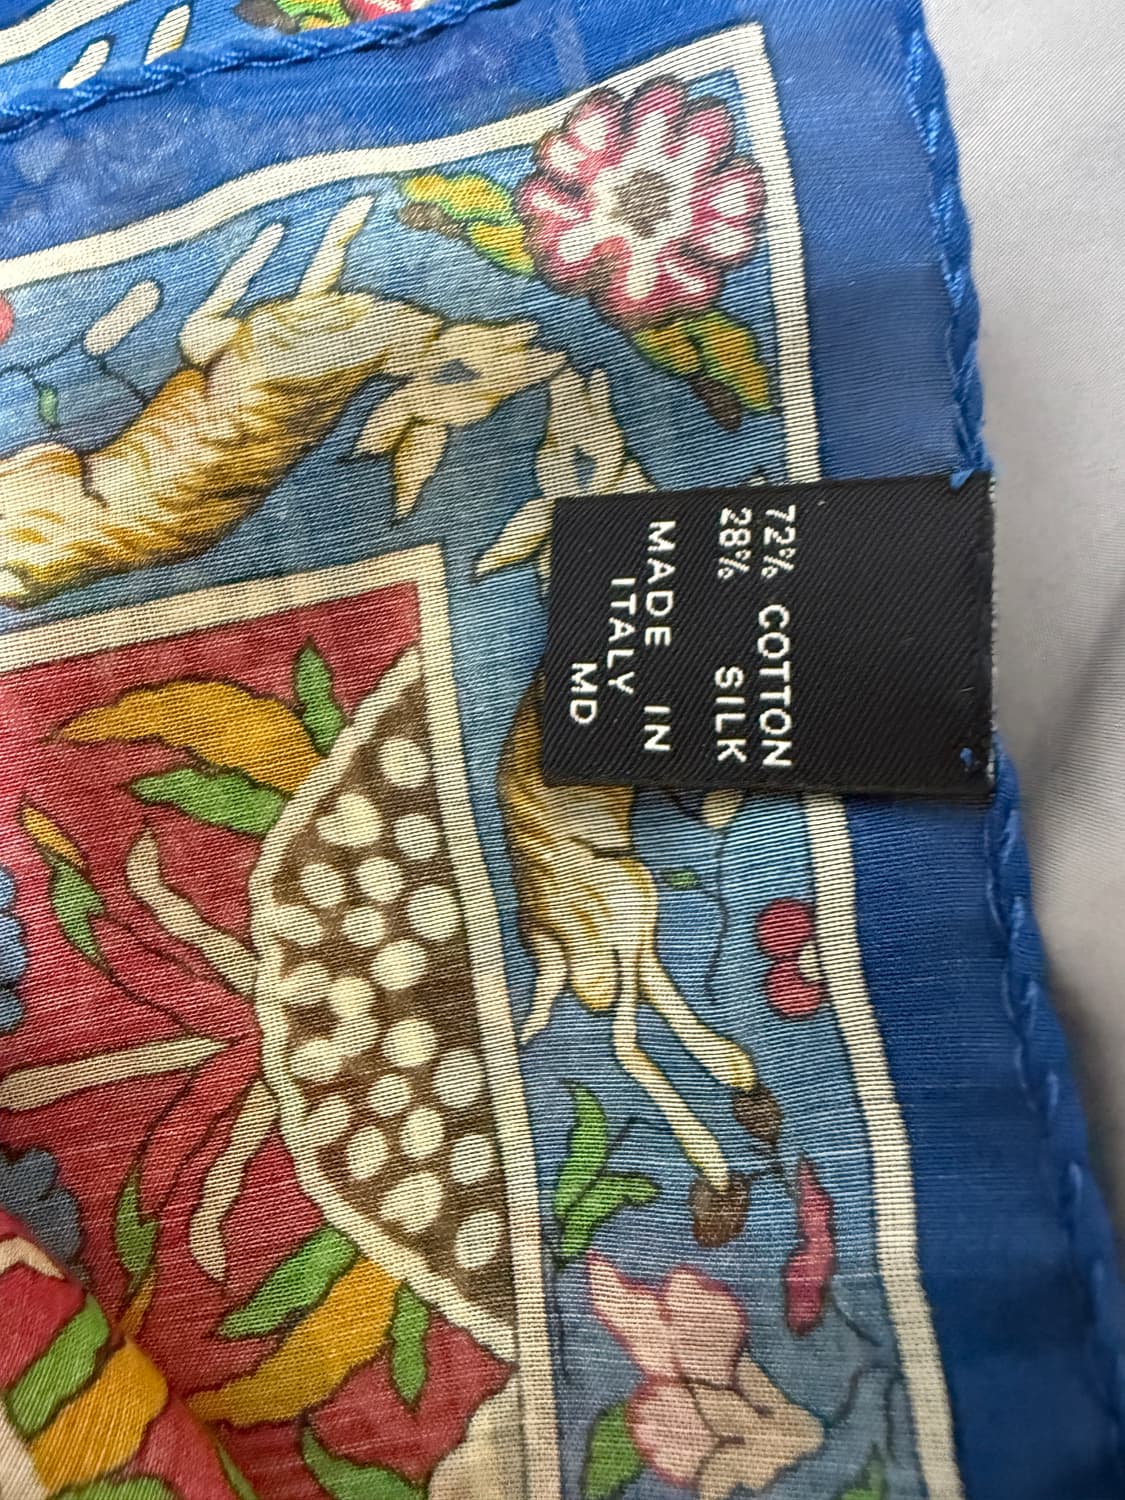 72% COTTON
28% SILK
MADE IN
ITALY
MD